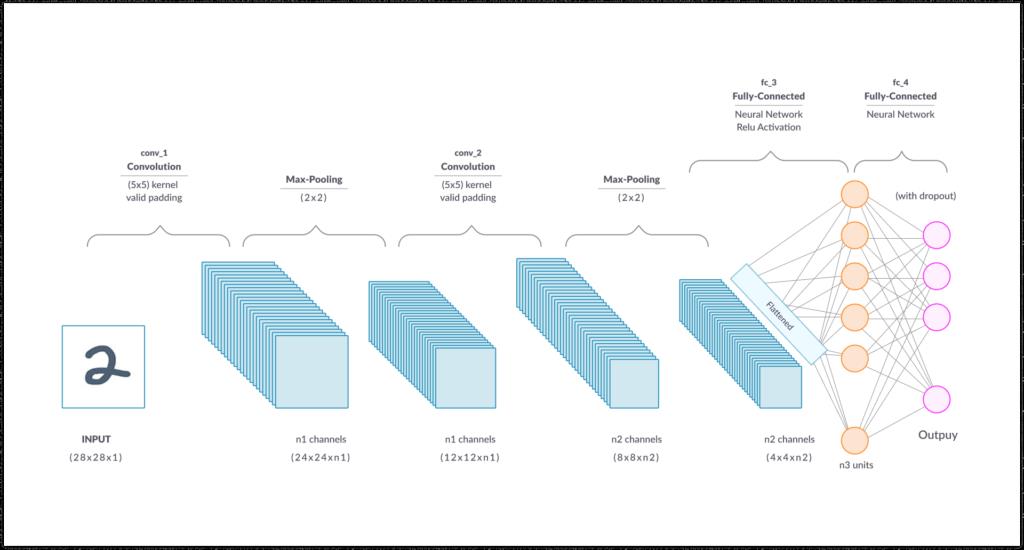 fc_3
Fully-Connected
Neural Network
Relu Activation
fc_4
Fully-Connected
Neural Network
conv_1
Convolution
(5x5) kernel
valid padding
Max-Pooling
(2x2)
conv_2
Convolution
(5x5) kernel
valid padding
Max-Pooling
(2x2)
(with dropout)
Flattened
2
INPUT
(28x28x1)
n1 channels
(24x24xn1)
n1 channels
(12x12xn1)
n2 channels
(8x8xn2)
n2 channels
(4x4xn2)
n3 units
Outpuy